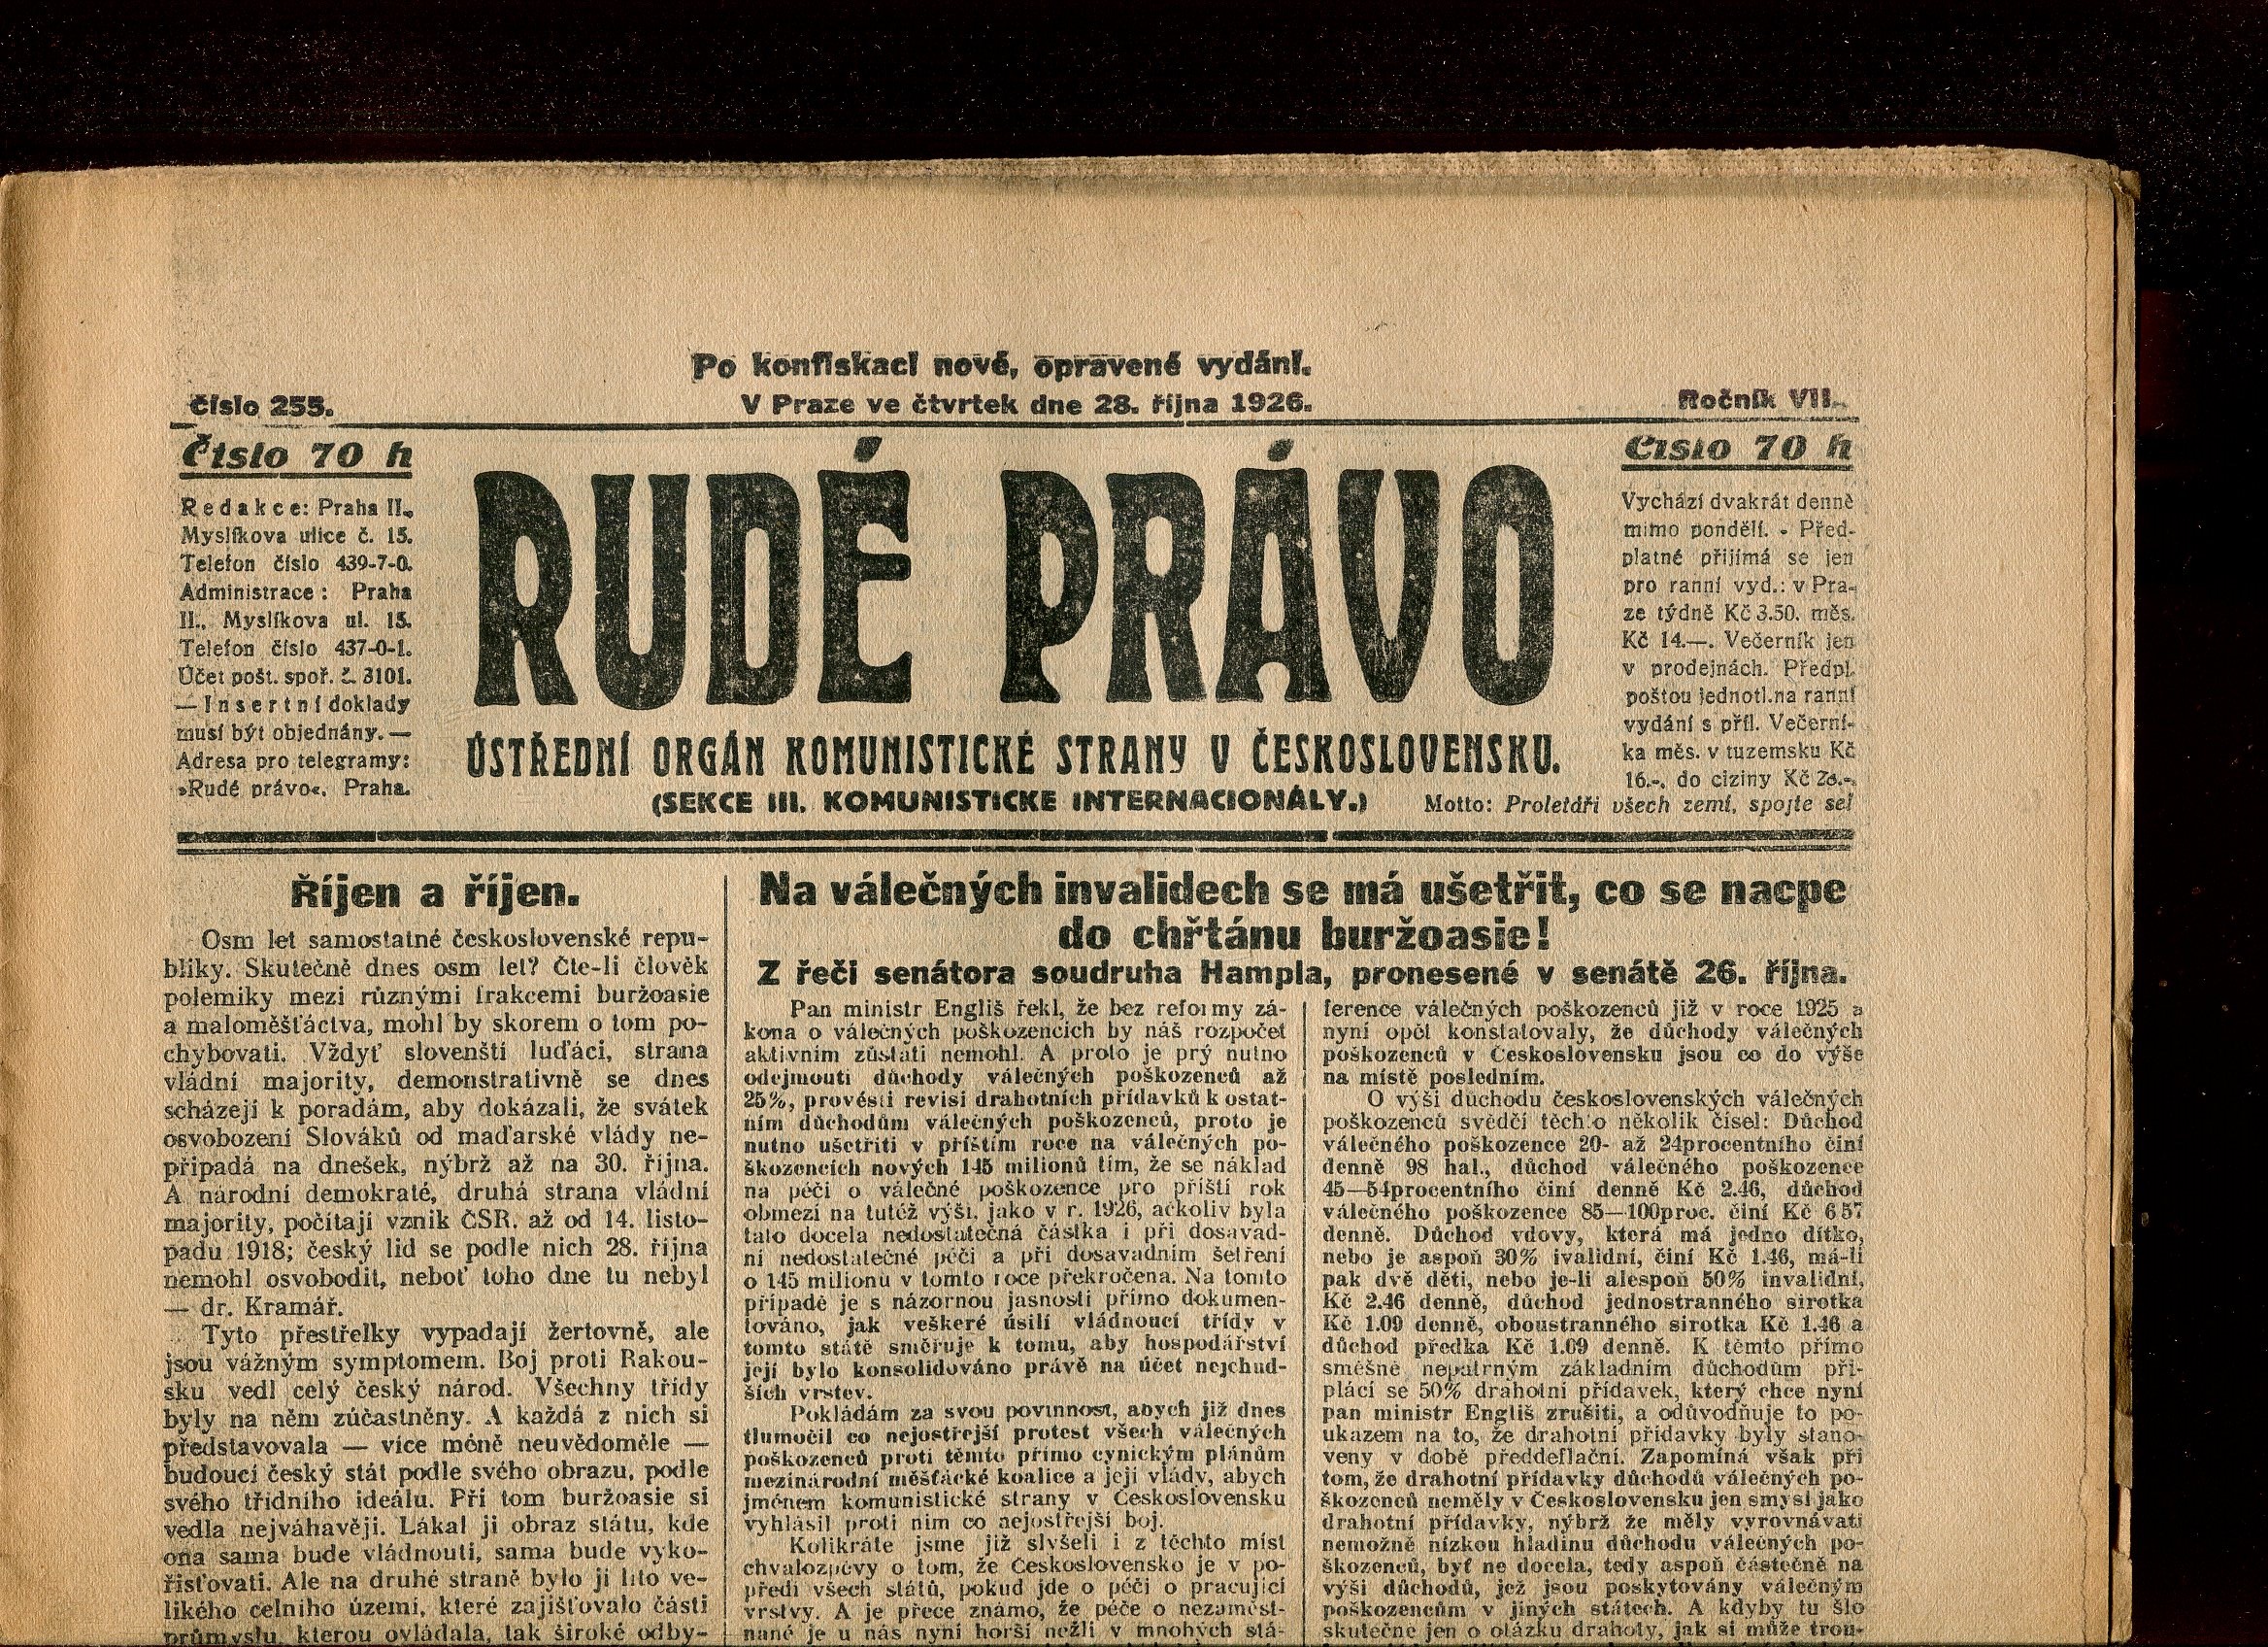 Po konfiskaci nové, opravené vydání.
Číslo 255.
V Praze ve čtvrtek dne 28. října 1926.
Ročník VII.
Číslo 70 h
Redakce: Praha II.,
Myslíkova ulice č. 15.
Telefon číslo 439-7-0.
Administrace: Praha
II., Myslíkova ul. 15.
Telefon číslo 437-0-1.
Účet pošt. spoř. č. 3101.
— Insertní doklady
musí být objednány. —
Adresa pro telegramy:
»Rudé právo«, Praha.
RUDÉ PRÁVO
ÚSTŘEDNÍ ORGÁN KOMUNISTICKÉ STRANY V ČESKOSLOVENSKU.
(SEKCE III. KOMUNISTICKÉ INTERNACIONÁLY.)
Číslo 70 h
Vychází dvakrát denně
mimo pondělí. - Před-
platné přijímá se jen
pro ranní vyd.: v Pra-
ze týdně Kč 3.50. měs.
Kč 14.—. Večerník jen
v prodejnách. Předpl.
poštou jednotl. na ranní
vydání s příl. Večerní-
ka měs. v tuzemsku Kč
16.-, do ciziny Kč
Motto: Proletáři všech zemí, spojte se!
Říjen a říjen.
Osm let samostatné československé repu-
bliky. Skutečně dnes osm let? Čte-li člověk
polemiky mezi různými frakcemi buržoasie
a maloměšťáctva, mohl by skorem o tom po-
chybovati. Vždyť slovenští luďáci, strana
vládní majority, demonstrativně se dnes
scházejí k poradám, aby dokázali, že svátek
osvobození Slováků od maďarské vlády ne-
připadá na dnešek, nýbrž až na 30. října.
A národní demokraté, druhá strana vládní
majority, počítají vznik ČSR. až od 14. listo-
padu 1918; český lid se podle nich 28. října
nemohl osvobodit, neboť toho dne tu nebyl
— dr. Kramář.
Tyto přestřelky vypadají žertovně, ale
jsou vážným symptomem. Boj proti Rakou-
sku vedl celý český národ. Všechny třídy
byly na něm zúčastněny. A každá z nich si
představovala — více méně neuvědoměle —
budoucí český stát podle svého obrazu, podle
svého třídního ideálu. Při tom buržoasie si
vedla nejváhavěji. Lákal ji obraz státu, kde
ona sama bude vládnouti, sama bude vyko-
řisťovati. Ale na druhé straně bylo jí líto ve-
likého celního území, které zajišťovalo části
průmyslu, kterou ovládala, tak široké odby-
Na válečných invalidech se má ušetřit, co se nacpe
do chřtánu buržoasie!
Z řeči senátora soudruha Hampla, pronesené v senátě 26. října.
Pan ministr Engliš řekl, že bez reformy zá-
kona o válečných poškozencích by náš rozpočet
aktivním zůstati nemohl. A proto je prý nutno
odejmouti důchody válečných poškozenců až
25%, provésti revisi drahotních přídavků k ostat-
ním důchodům válečných poškozenců, proto je
nutno ušetřiti v příštím roce na válečných po-
škozencích nových 145 milionů tím, že se náklad
na péči o válečné poškozence pro příští rok
obmezí na tutéž výši, jako v r. 1926, ačkoliv byla
tato docela nedostatečná částka i při dosavad-
ní nedostatečné péči a při dosavadním šetření
o 145 milionů v tomto roce překročena. Na tomto
případě je s názornou jasností přímo dokumen-
továno, jak veškeré úsilí vládnoucí třídy v
tomto státě směřuje k tomu, aby hospodářství
její bylo konsolidováno právě na účet nejchud-
ších vrstev.
Pokládám za svou povinnost, abych již dnes
tlumočil co nejostřejší protest všech válečných
poškozenců proti těmto přímo cynickým plánům
mezinárodní měšťácké koalice a její vlády, abych
jménem komunistické strany v Československu
vyhlásil proti nim co nejostřejší boj.
Kolikráte jsme již slyšeli i z těchto míst
chvalozpěvy o tom, že Československo je v po-
předí všech států, pokud jde o péči o pracující
vrstvy. A je přece známo, že péče o nezaměst-
nané je u nás nyní horší nežli v mnohých stá-
ference válečných poškozenců již v roce 1925 a
nyní opět konstatovaly, že důchody válečných
poškozenců v Československu jsou co do výše
na místě posledním.
O výši důchodu československých válečných
poškozenců svědčí těchto několik čísel: Důchod
válečného poškozence 20- až 24procentního činí
denně 98 hal., důchod válečného poškozence
45—54procentního činí denně Kč 2.46, důchod
válečného poškozence 85—100proc. činí Kč 6 57
denně. Důchod vdovy, která má jedno dítko,
nebo je aspoň 30% ivalidní, činí Kč 1.46, má-li
pak dvě děti, nebo je-li alespoň 50% invalidní,
Kč 2.46 denně, důchod jednostranného sirotka
Kč 1.09 denně, oboustranného sirotka Kč 1.46 a
důchod předka Kč 1.09 denně. K těmto přímo
směšně nepatrným základním důchodům při-
plácí se 50% drahotní přídavek, který chce nyní
pan ministr Engliš zrušiti, a odůvodňuje to po-
ukazem na to, že drahotní přídavky byly stano-
veny v době předdeflační. Zapomíná však při
tom, že drahotní přídavky důchodů válečných po-
škozenců neměly v Československu jen smysl jako
drahotní přídavky, nýbrž že měly vyrovnávati
nemožně nízkou hladinu důchodu válečných po-
škozenců, byť ne docela, tedy aspoň částečně na
výši důchodů, jež jsou poskytovány válečným
poškozencům v jiných státech. A kdyby tu šlo
skutečně jen o otázku drahoty, jak si může trou-